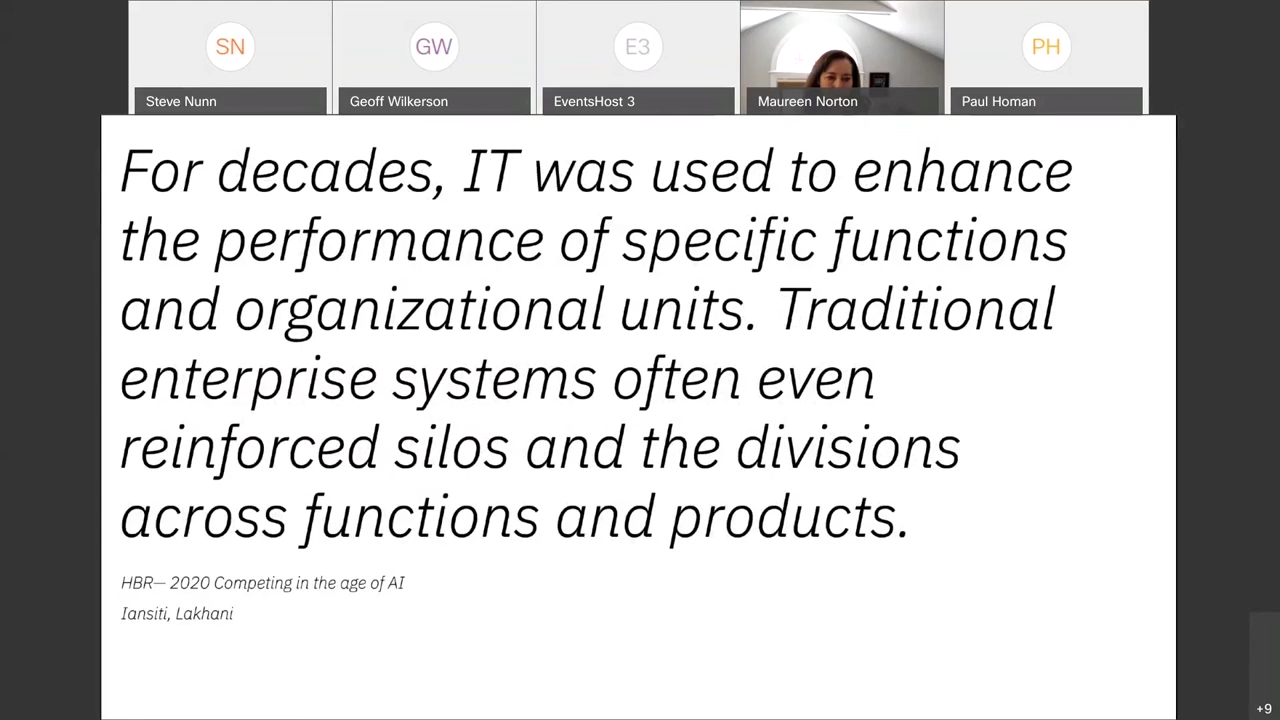 SN
GW
E3
PH
Steve Nunn
Geoff Wilkerson
EventsHost 3
Maureen Norton
Paul Homan
For decades, IT was used to enhance
the performance of specific functions
and organizational units. Traditional
enterprise systems often even
reinforced silos and the divisions
across functions and products.
HBR— 2020 Competing in the age of AI
Iansiti, Lakhani
+9